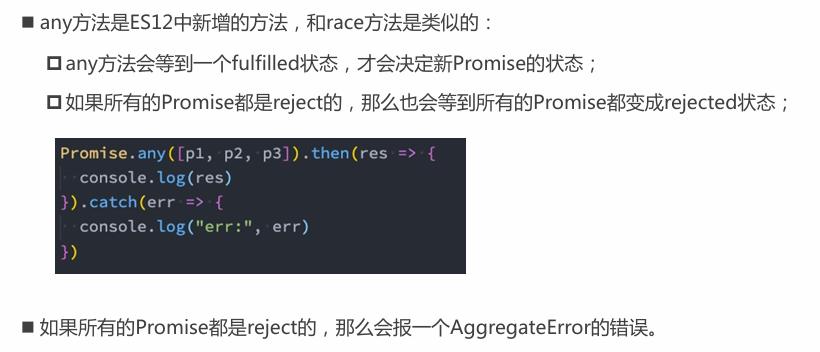 any方法是ES12中新增的方法，和race方法是类似的：
any方法会等到一个fulfilled状态，才会决定新Promise的状态；
如果所有的Promise都是reject的，那么也会等到所有的Promise都变成rejected状态；
Promise.any([p1, p2, p3]).then(res => {
  console.log(res)
}).catch(err => {
  console.log("err:", err)
})
如果所有的Promise都是reject的，那么会报一个AggregateError的错误。